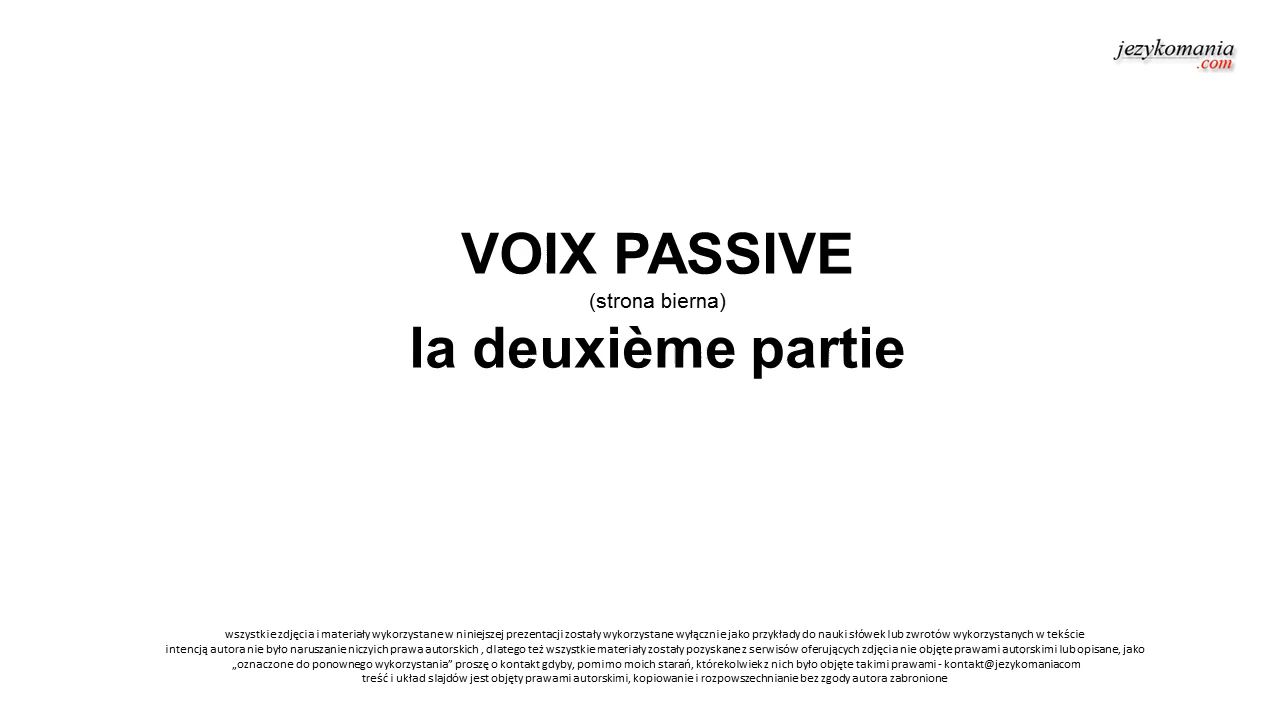 jezykomania
.com
VOIX PASSIVE
(strona bierna)
la deuxième partie
wszystkie zdjęcia i materiały wykorzystane w niniejszej prezentacji zostały wykorzystane wyłącznie jako przykłady do nauki słówek lub zwrotów wykorzystanych w tekście
intencją autora nie było naruszanie niczyich prawa autorskich , dlatego też wszystkie materiały zostały pozyskane z serwisów oferujących zdjęcia nie objęte prawami autorskimi lub opisane, jako
„oznaczone do ponownego wykorzystania” proszę o kontakt gdyby, pomimo moich starań, którekolwiek z nich było objęte takimi prawami - kontakt@jezykomaniacom
treść i układ slajdów jest objęty prawami autorskimi, kopiowanie i rozpowszechnianie bez zgody autora zabronione